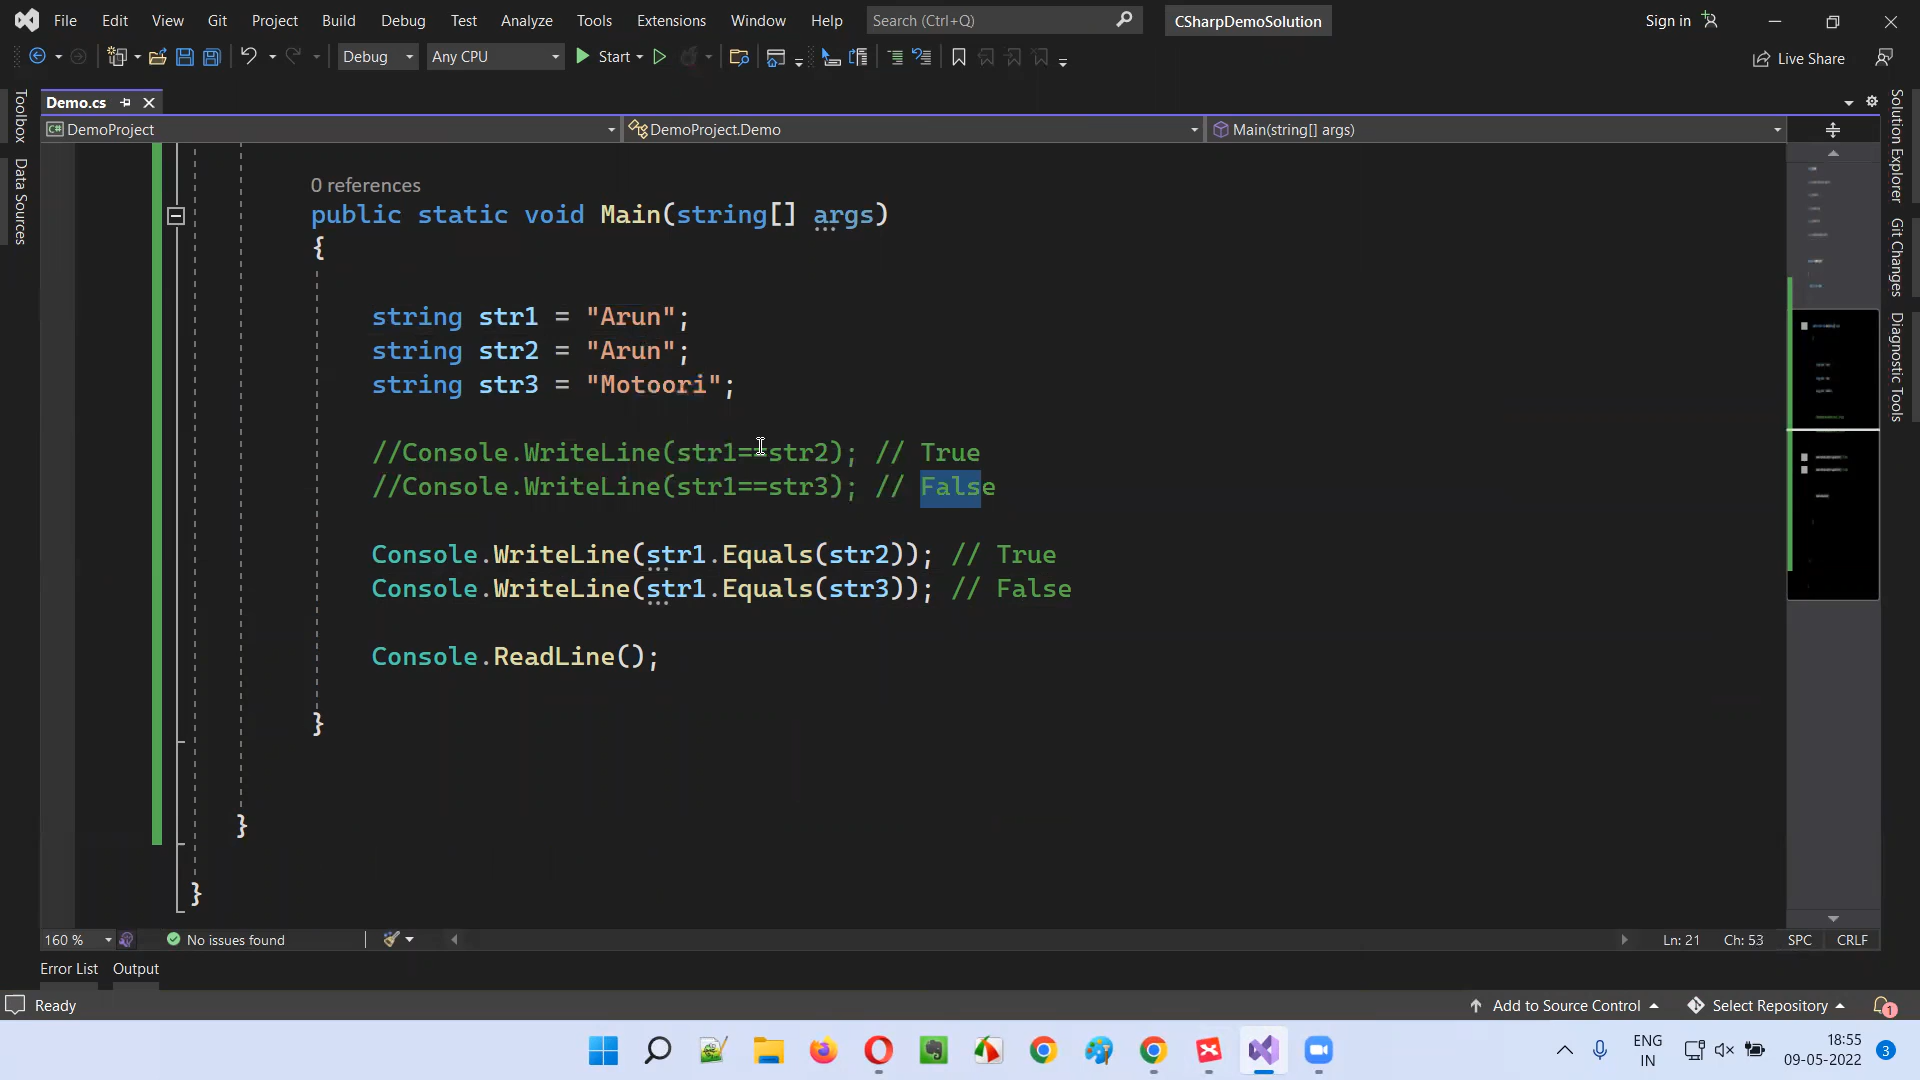 File Edit View Git Project Build Debug Test Analyze Tools Extensions Window Help Search (Ctrl+Q) CSharpDemoSolution Sign in
Debug Any CPU Start Live Share
Demo.cs
C# DemoProject DemoProject.Demo Main(string[] args)
Toolbox
Data Sources
0 references
public static void Main(string[] args)
{
string str1 = "Arun";
string str2 = "Arun";
string str3 = "Motoori";
//Console.WriteLine(str1==str2); // True
//Console.WriteLine(str1==str3); // False
Console.WriteLine(str1.Equals(str2)); // True
Console.WriteLine(str1.Equals(str3)); // False
Console.ReadLine();
}
}
}
Solution Explorer
Git Changes
Diagnostic Tools
160 % No issues found Ln: 21 Ch: 53 SPC CRLF
Error List Output
Ready Add to Source Control Select Repository 1
ENG
IN
18:55
09-05-2022
3